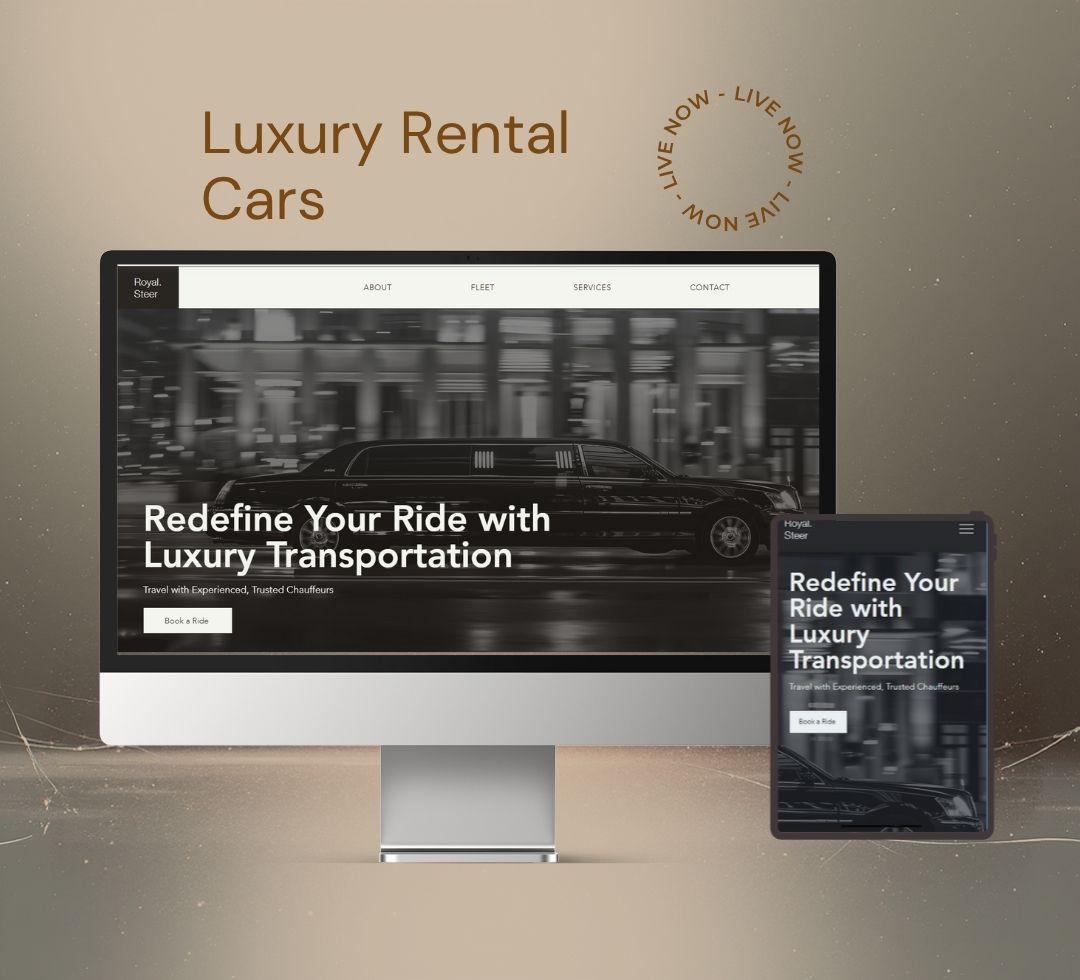 Luxury Rental
Cars
LIVE NOW - LIVE NOW - LIVE NOW - LIVE NOW -
Royal.
Steer
ABOUT
FLEET
SERVICES
CONTACT
Redefine Your Ride with
Luxury Transportation
Travel with Experienced, Trusted Chauffeurs
Book a Ride
Royal.
Steer
Redefine Your
Ride with
Luxury
Transportation
Travel with Experienced, Trusted Chauffeurs
Book a Ride